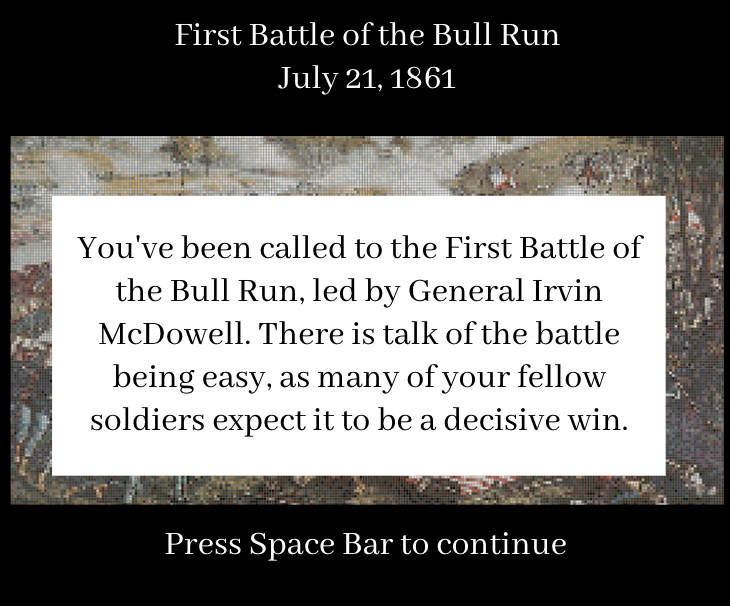 First Battle of the Bull Run
July 21, 1861
You've been called to the First Battle of
the Bull Run, led by General Irvin
McDowell. There is talk of the battle
being easy, as many of your fellow
soldiers expect it to be a decisive win.
Press Space Bar to continue